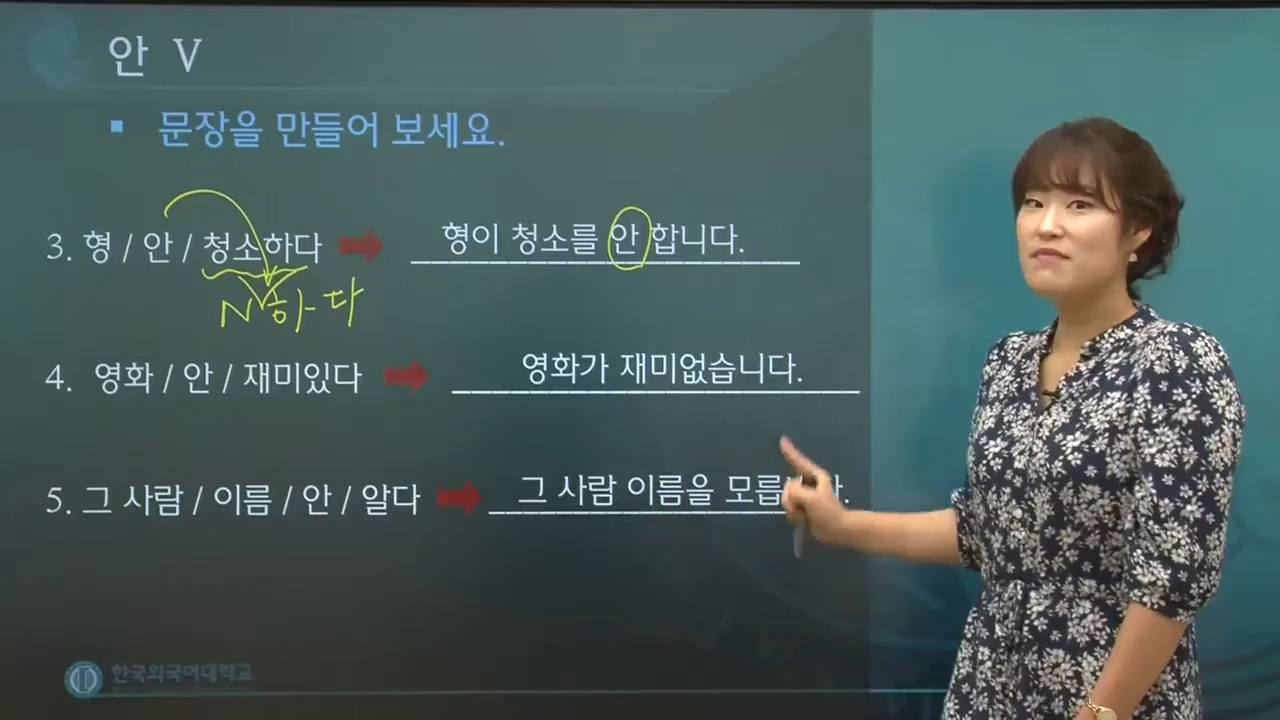 안 V
▪ 문장을 만들어 보세요.
3. 형 / 안 / 청소하다 ➡ 형이 청소를 안 합니다.
N하다
4. 영화 / 안 / 재미있다 ➡ 영화가 재미없습니다.
5. 그 사람 / 이름 / 안 / 알다 ➡ 그 사람 이름을
한국외국어대학교